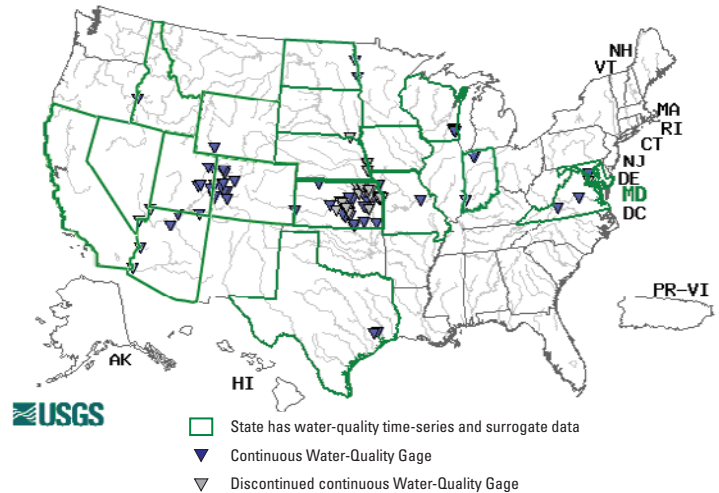 NH
VT
MA
RI
CT
NJ
DE
MD
DC
PR-VI
AK
HI
USGS
State has water-quality time-series and surrogate data
Continuous Water-Quality Gage
Discontinued continuous Water-Quality Gage